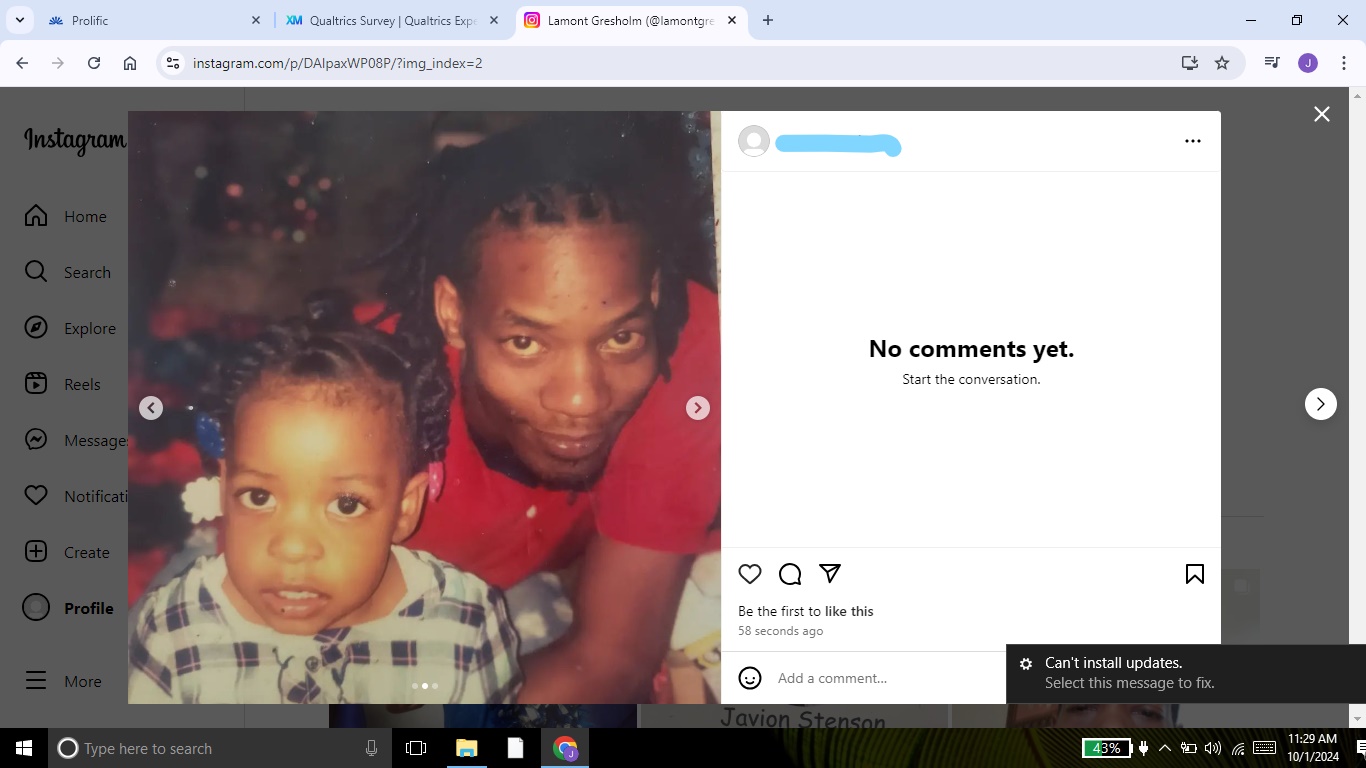 Prolific
Qualtrics Survey | Qualtrics Expe
Lamont Gresholm (@lamontgre
instagram.com/p/DAIpaxWP08P/?img_index=2
J
Instagram
Home
Search
Explore
Reels
Messages
Notificati
Create
Profile
More
No comments yet.
Start the conversation.
Be the first to like this
58 seconds ago
Add a comment...
Can't install updates.
Select this message to fix.
Javion Stenson
Type here to search
43%
11:29 AM
10/1/2024